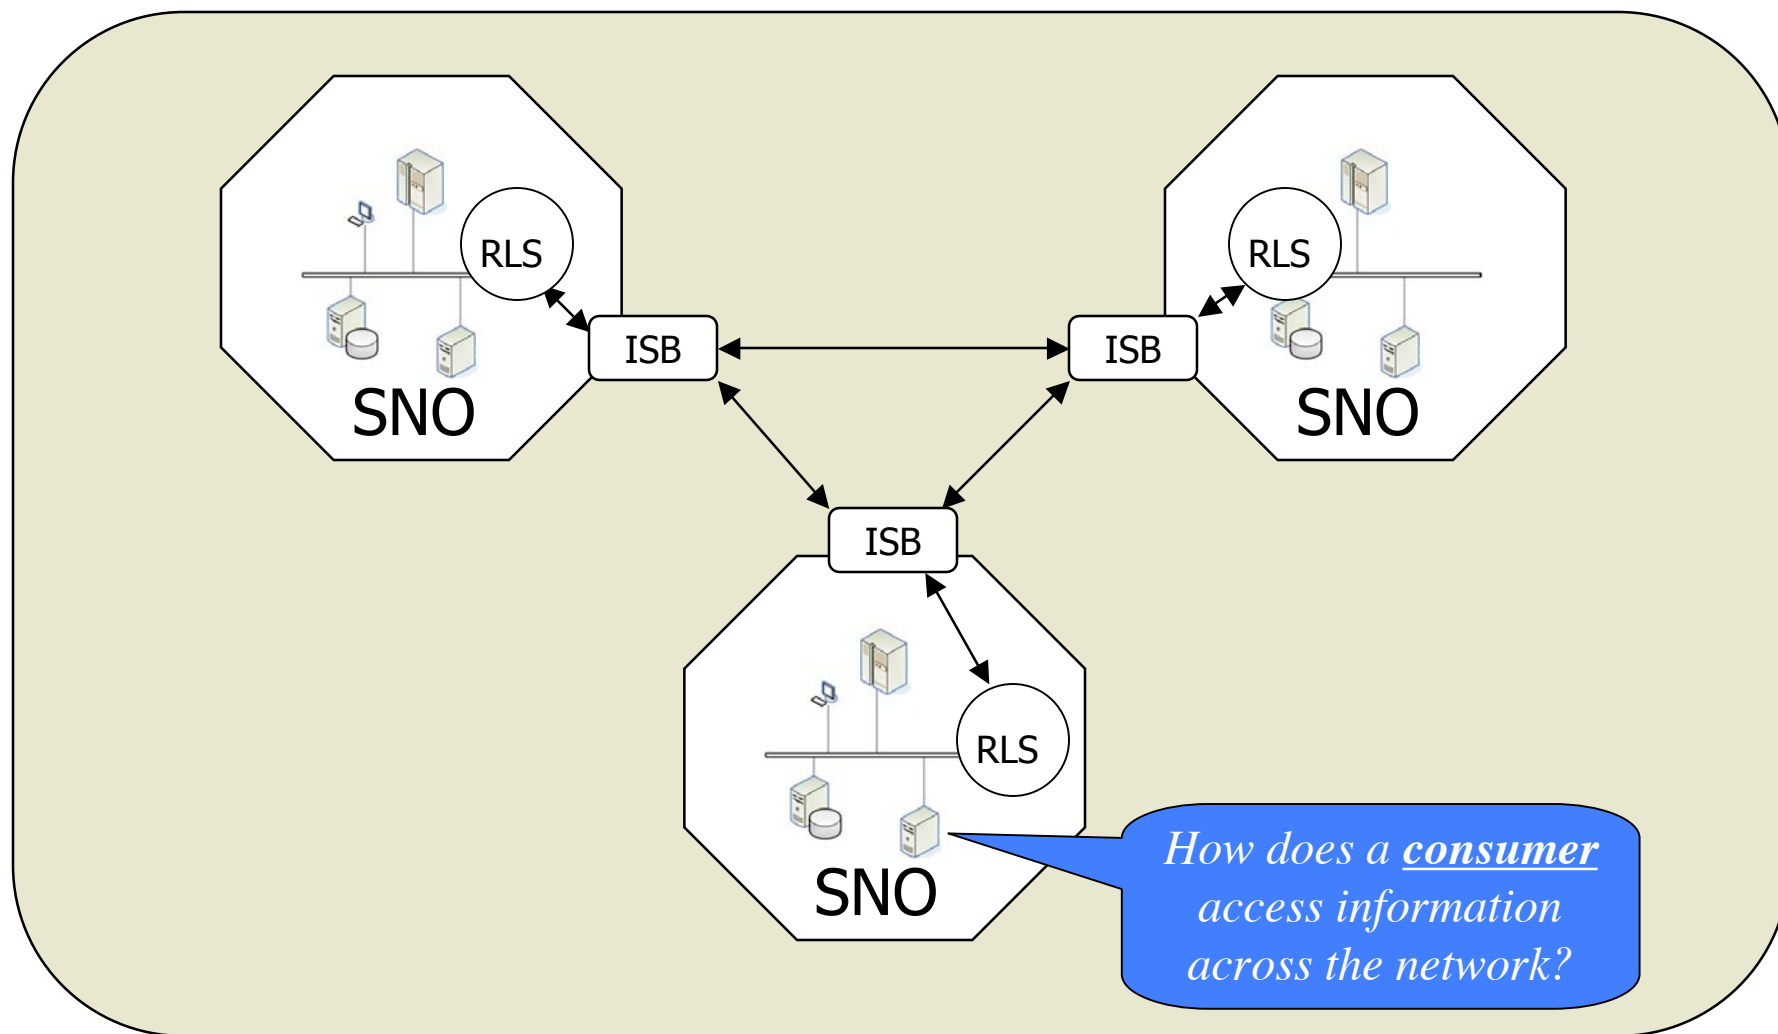 RLS
RLS
ISB
ISB
SNO
SNO
ISB
RLS
SNO
How does a consumer
access information
across the network?